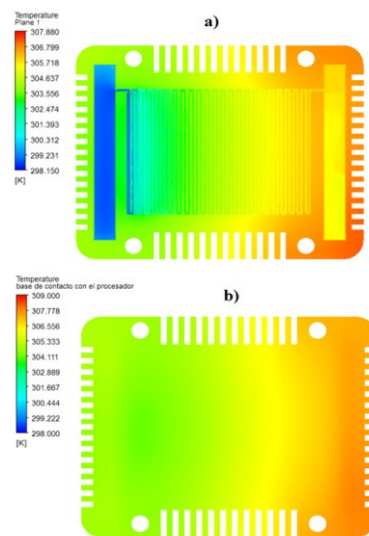 a)
Temperature
Plane 1
307.880
306.799
305.718
304.637
303.556
302.474
301.393
300.312
299.231
298.150
[K]
b)
Temperature
base de contacto con el procesador
309.000
307.778
306.556
305.333
304.111
302.889
301.667
300.444
299.222
298.000
[K]